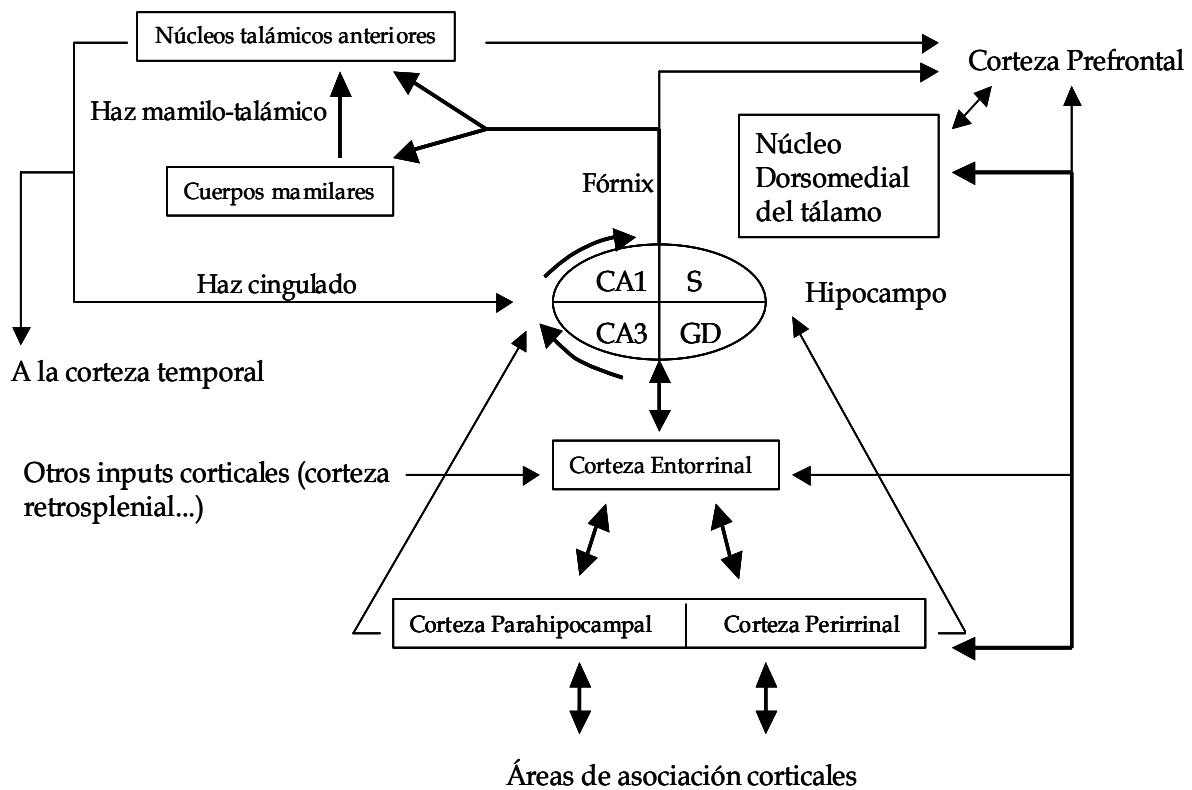 Núcleos talámicos anteriores
Corteza Prefrontal
Haz mamilo-talámico
Núcleo
Dorsomedial
del tálamo
Cuerpos mamilares
Fórnix
Haz cingulado
CA1
S
Hipocampo
CA3
GD
A la corteza temporal
Corteza Entorrinal
Otros inputs corticales (corteza
retrosplenial...)
Corteza Parahipocampal
Corteza Perirrinal
Áreas de asociación corticales